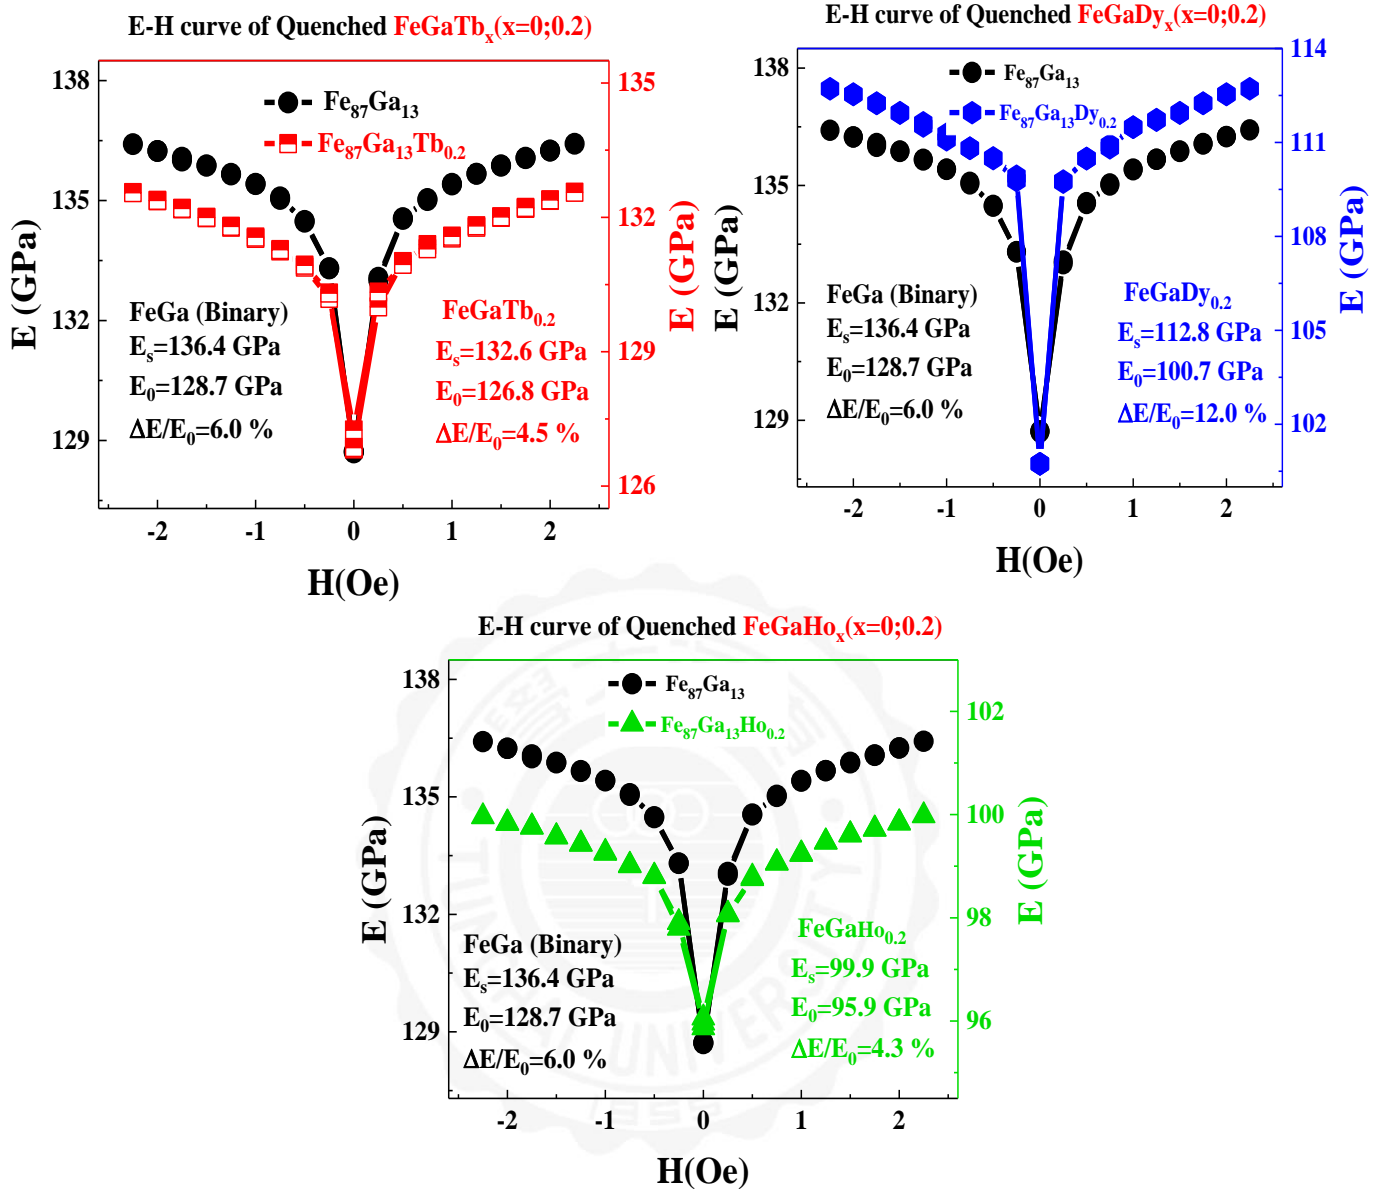 E-H curve of Quenched FeGaTbₓ(x=0;0.2)
138
135
132
129
E (GPa)
Fe₈₇Ga₁₃
Fe₈₇Ga₁₃Tb₀.₂
FeGa (Binary)
Eₛ=136.4 GPa
E₀=128.7 GPa
ΔE/E₀=6.0 %
FeGaTb₀.₂
Eₛ=132.6 GPa
E₀=126.8 GPa
ΔE/E₀=4.5 %
135
132
129
126
E ((GPa)
-2 -1 0 1 2
H(Oe)
E-H curve of Quenched FeGaDyₓ(x=0;0.2)
138
135
132
129
E (GPa)
Fe₈₇Ga₁₃
Fe₈₇Ga₁₃Dy₀.₂
FeGa (Binary)
Eₛ=136.4 GPa
E₀=128.7 GPa
ΔE/E₀=6.0 %
FeGaDy₀.₂
Eₛ=112.8 GPa
E₀=100.7 GPa
ΔE/E₀=12.0 %
114
111
108
105
102
E ((GPa)
-2 -1 0 1 2
H(Oe)
E-H curve of Quenched FeGaHoₓ(x=0;0.2)
138
135
132
129
E ((GPa)
Fe₈₇Ga₁₃
Fe₈₇Ga₁₃Ho₀.₂
FeGa (Binary)
Eₛ=136.4 GPa
E₀=128.7 GPa
ΔE/E₀=6.0 %
FeGaHo₀.₂
Eₛ=99.9 GPa
E₀=95.9 GPa
ΔE/E₀=4.3 %
102
100
98
96
E (GPa)
-2 -1 0 1 2
H(Oe)